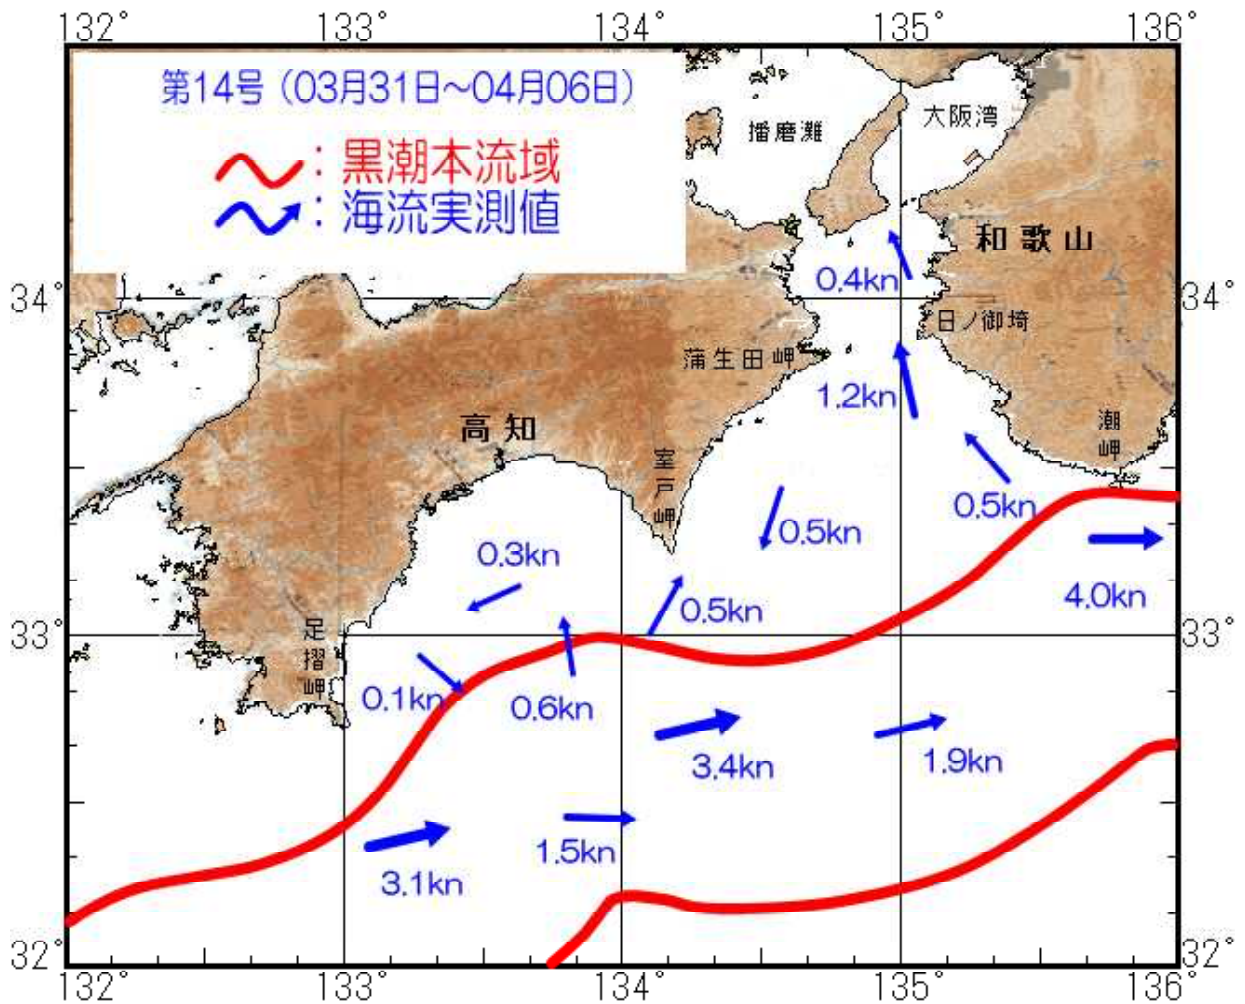 132° 133° 134° 135° 136°
第14号（03月31日～04月06日）
：黒潮本流域
：海流実測値
播磨灘
大阪湾
和歌山
0.4kn
34° 34°
日ノ御埼
蒲生田岬
1.2kn
高知
潮岬
室戸岬
0.5kn
0.5kn
0.3kn
4.0kn
0.5kn
33° 33°
足摺岬
0.1kn
0.6kn
3.4kn
1.9kn
1.5kn
3.1kn
32° 32°
132° 133° 134° 135° 136°